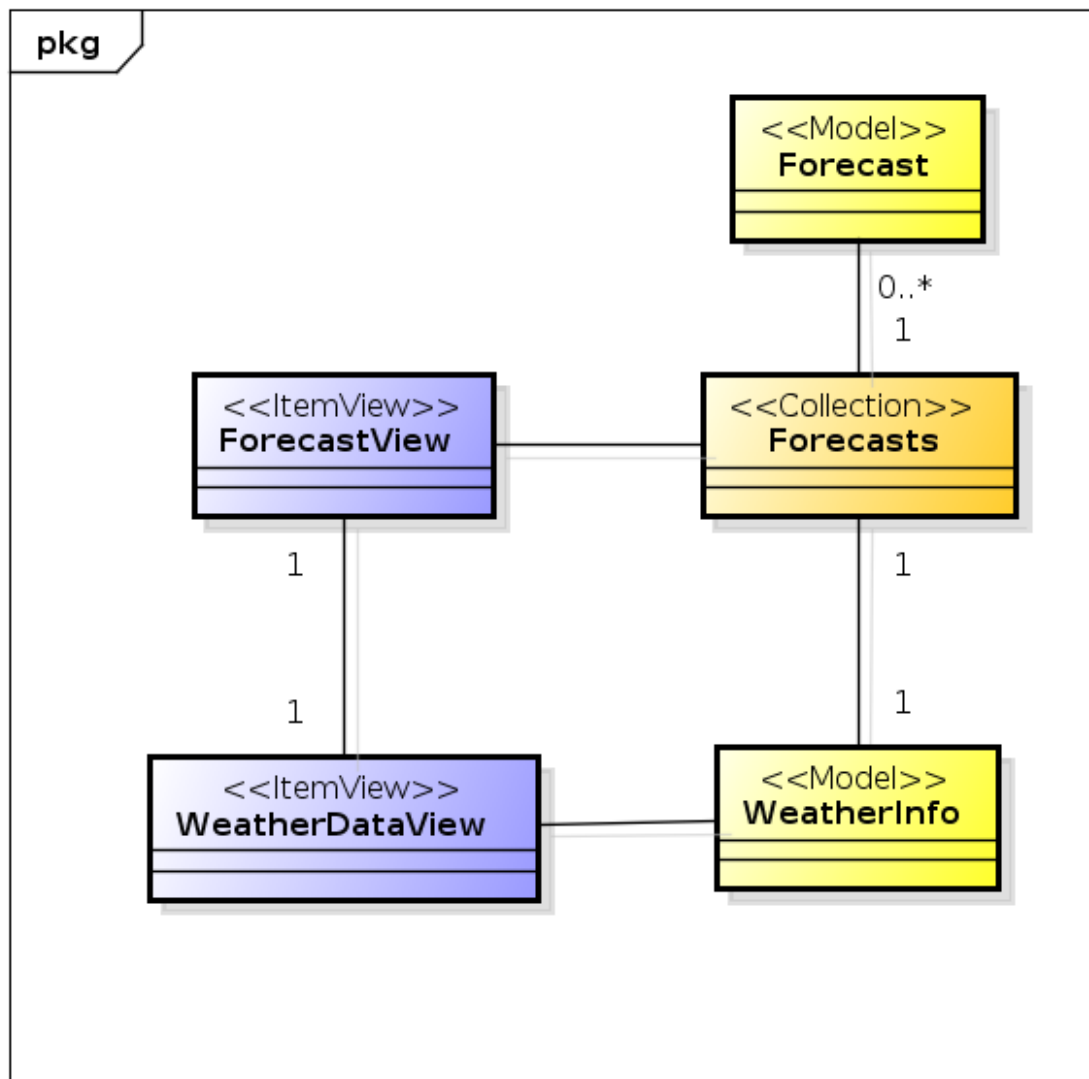 pkg
<<Model>>
Forecast
0..*
1
<<ItemView>>
ForecastView
<<Collection>>
Forecasts
1
1
1
1
<<ItemView>>
WeatherDataView
<<Model>>
WeatherInfo